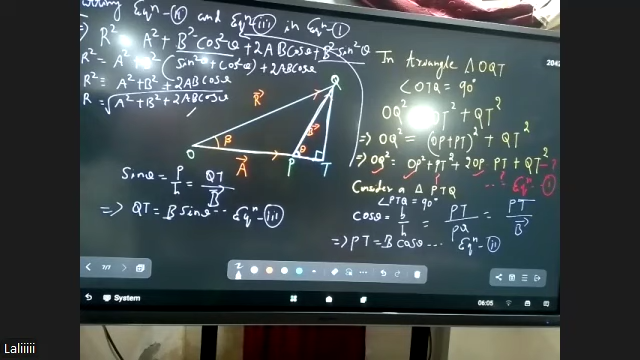 Eqⁿ-(ii) and Eqⁿ-(iii) in Eqⁿ-(i)
R² = A² + B² cos²θ + 2AB cosθ + B² sin²θ
R² = A² + B² (sin²θ + cos²θ) + 2AB cosθ
R² = A² + B² + 2AB cosθ
R = √A² + B² + 2AB cosθ
R⃗
Q
B⃗
β
θ
O
A⃗
P
T
sinθ = P/L = QT/B⃗
=> QT = B sinθ ... Eqⁿ-(iii)
In Triangle △OQT
∠OTQ = 90°
OQ² = OT² + QT²
=> OQ² = (OP+PT)² + QT²
=> OQ² = OP² + PT² + 2OP PT + QT²
... Eqⁿ-(i)
Consider a △ PTQ
∠PTQ = 90°
cosθ = b/h = PT/PQ = PT/B⃗
=> PT = B cosθ ... Eqⁿ-(ii)
7/7
System
06:05
Laliiiii